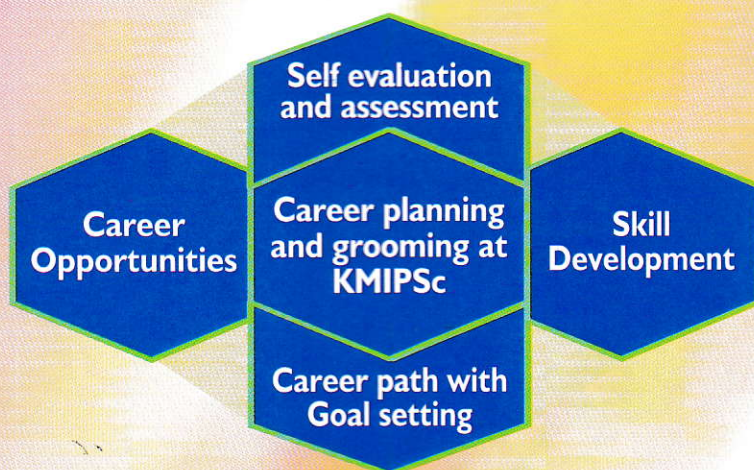 Self evaluation
and assessment
Career
Opportunities
Career planning
and grooming at
KMIPSc
Skill
Development
Career path with
Goal setting